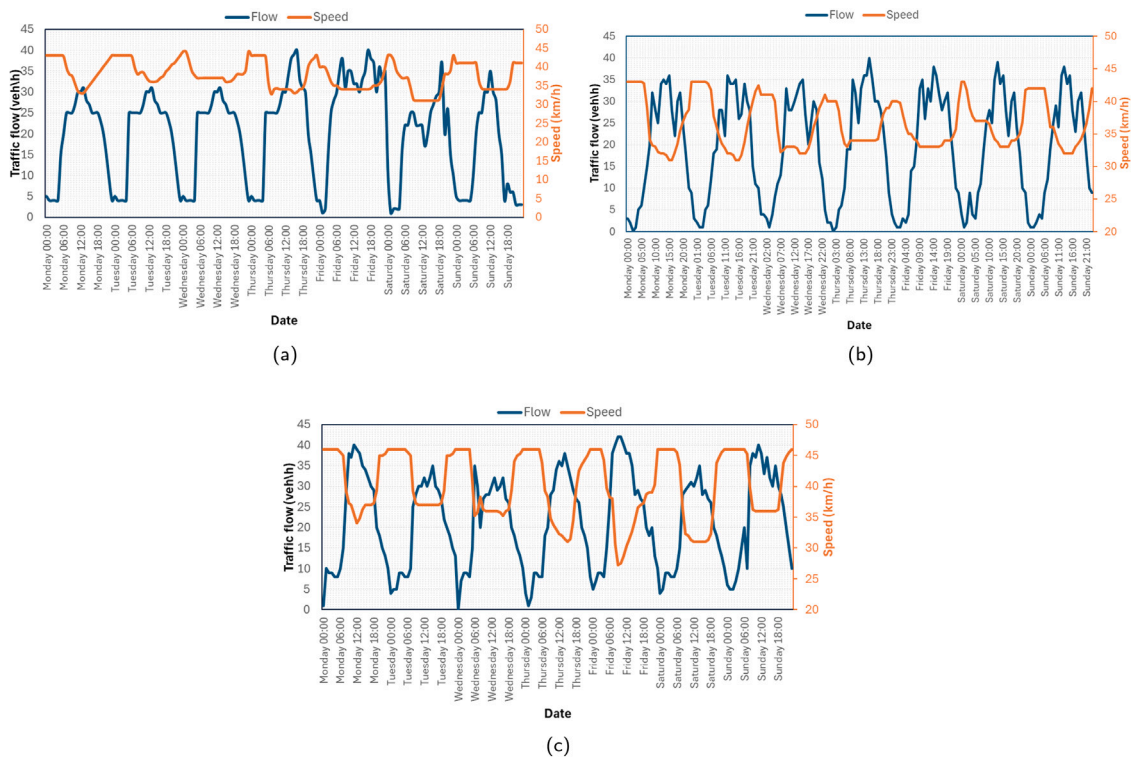 Flow Speed
Traffic flow (veh\h)
45
40
35
30
25
20
15
10
5
0
50
45
40
35
30
25
20
15
10
5
0
Speed (km/h)
Monday 00:00
Monday 06:00
Monday 12:00
Monday 18:00
Tuesday 00:00
Tuesday 06:00
Tuesday 12:00
Tuesday 18:00
Wednesday 00:00
Wednesday 06:00
Wednesday 12:00
Wednesday 18:00
Thursday 00:00
Thursday 06:00
Thursday 12:00
Thursday 18:00
Friday 00:00
Friday 06:00
Friday 12:00
Friday 18:00
Saturday 00:00
Saturday 06:00
Saturday 12:00
Saturday 18:00
Sunday 00:00
Sunday 06:00
Sunday 12:00
Sunday 18:00
Date
(a)
Flow Speed
Traffic flow (veh\h)
45
40
35
30
25
20
15
10
5
0
50
45
40
35
30
25
20
Speed (km/h)
Monday 00:00
Monday 05:00
Monday 10:00
Monday 15:00
Monday 20:00
Tuesday 01:00
Tuesday 06:00
Tuesday 11:00
Tuesday 16:00
Tuesday 21:00
Wednesday 02:00
Wednesday 07:00
Wednesday 12:00
Wednesday 17:00
Wednesday 22:00
Thursday 03:00
Thursday 08:00
Thursday 13:00
Thursday 18:00
Thursday 23:00
Friday 04:00
Friday 09:00
Friday 14:00
Friday 19:00
Saturday 00:00
Saturday 05:00
Saturday 10:00
Saturday 15:00
Saturday 20:00
Sunday 00:00
Sunday 06:00
Sunday 11:00
Sunday 16:00
Sunday 21:00
Date
(b)
Flow Speed
Traffic flow (veh\h)
45
40
35
30
25
20
15
10
5
0
50
45
40
35
30
25
20
Speed (km/h)
Monday 00:00
Monday 06:00
Monday 12:00
Monday 18:00
Tuesday 00:00
Tuesday 06:00
Tuesday 12:00
Tuesday 18:00
Wednesday 00:00
Wednesday 06:00
Wednesday 12:00
Wednesday 18:00
Thursday 00:00
Thursday 06:00
Thursday 12:00
Thursday 18:00
Friday 00:00
Friday 06:00
Friday 12:00
Friday 18:00
Saturday 00:00
Saturday 06:00
Saturday 12:00
Saturday 18:00
Sunday 00:00
Sunday 06:00
Sunday 12:00
Sunday 18:00
Date
(c)